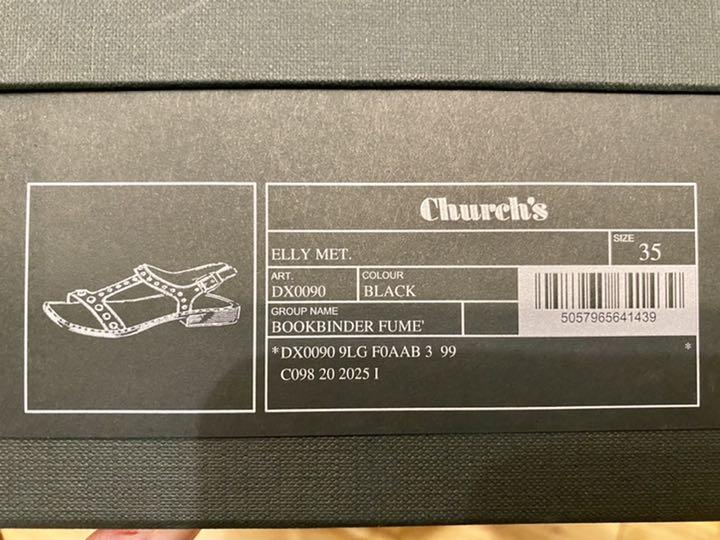 Church's
ELLY MET.
SIZE
35
ART.
DX0090
COLOUR
BLACK
5057965641439
GROUP NAME
BOOKBINDER FUME'
*DX0090 9LG F0AAB 3 99 *
C098 20 2025 I